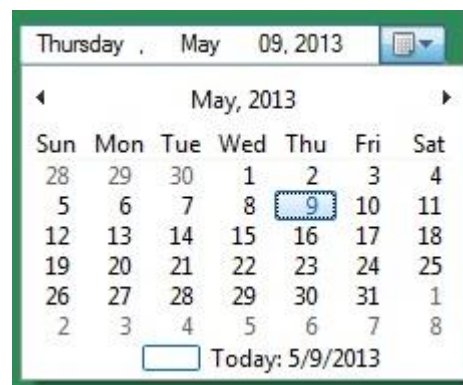 Thursday , May 09, 2013
May, 2013
Sun Mon Tue Wed Thu Fri Sat
28 29 30 1 2 3 4
5 6 7 8 9 10 11
12 13 14 15 16 17 18
19 20 21 22 23 24 25
26 27 28 29 30 31 1
2 3 4 5 6 7 8
Today: 5/9/2013